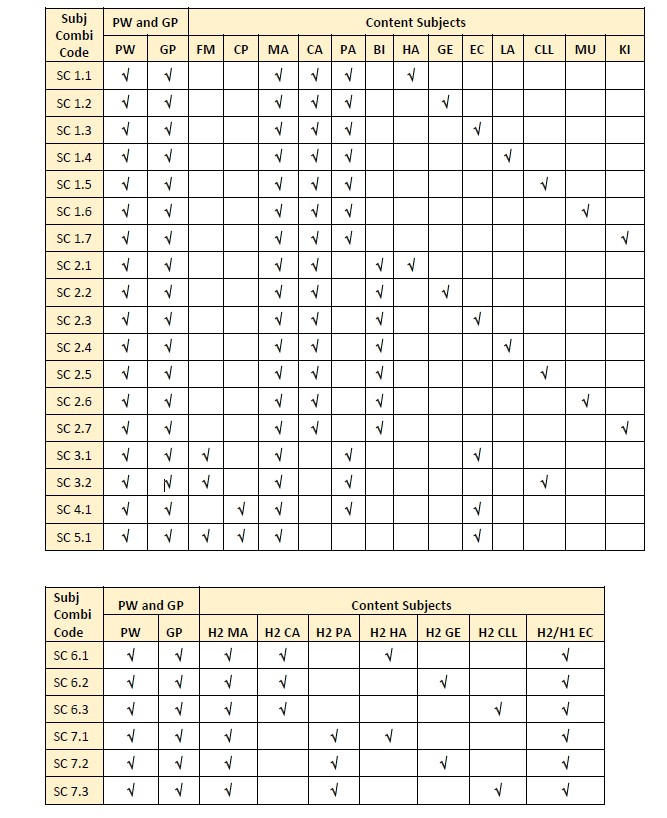 Subj Combi Code PW and GP Content Subjects
PW GP FM CP MA CA PA BI HA GE EC LA CLL MU KI
SC 1.1 √ √ √ √ √ √
SC 1.2 √ √ √ √ √ √
SC 1.3 √ √ √ √ √ √
SC 1.4 √ √ √ √ √ √
SC 1.5 √ √ √ √ √ √
SC 1.6 √ √ √ √ √ √
SC 1.7 √ √ √ √ √ √
SC 2.1 √ √ √ √ √ √
SC 2.2 √ √ √ √ √ √
SC 2.3 √ √ √ √ √ √
SC 2.4 √ √ √ √ √ √
SC 2.5 √ √ √ √ √ √
SC 2.6 √ √ √ √ √ √
SC 2.7 √ √ √ √ √ √
SC 3.1 √ √ √ √ √ √
SC 3.2 √ √ √ √ √ √
SC 4.1 √ √ √ √ √ √
SC 5.1 √ √ √ √ √ √
Subj Combi Code PW and GP Content Subjects
PW GP H2 MA H2 CA H2 PA H2 HA H2 GE H2 CLL H2/H1 EC
SC 6.1 √ √ √ √ √ √
SC 6.2 √ √ √ √ √ √
SC 6.3 √ √ √ √ √ √
SC 7.1 √ √ √ √ √ √
SC 7.2 √ √ √ √ √ √
SC 7.3 √ √ √ √ √ √